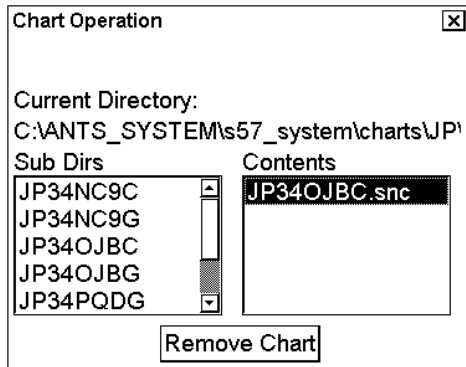 Chart Operation
Current Directory:
C:\ANTS_SYSTEM\s57_system\charts\JP\
Sub Dirs
Contents
JP34NC9C
JP34NC9G
JP34OJBC
JP34OJBG
JP34PQDG
JP34OJBC.snc
Remove Chart